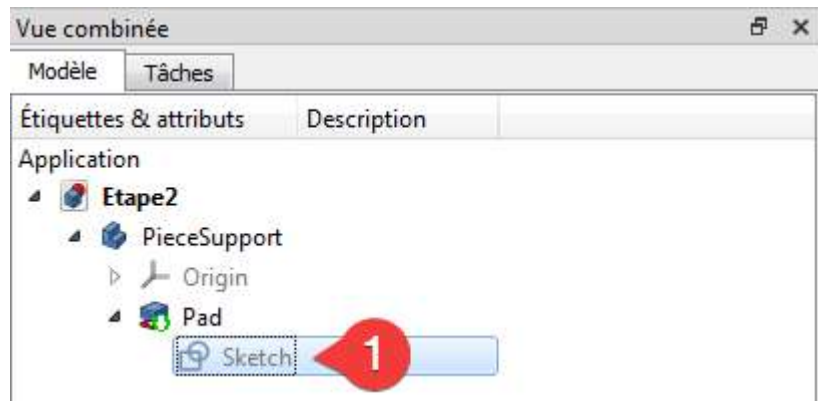 Vue combinée
Modèle Tâches
Étiquettes & attributs Description
Application
Etape2
PieceSupport
Origin
Pad
Sketch 1